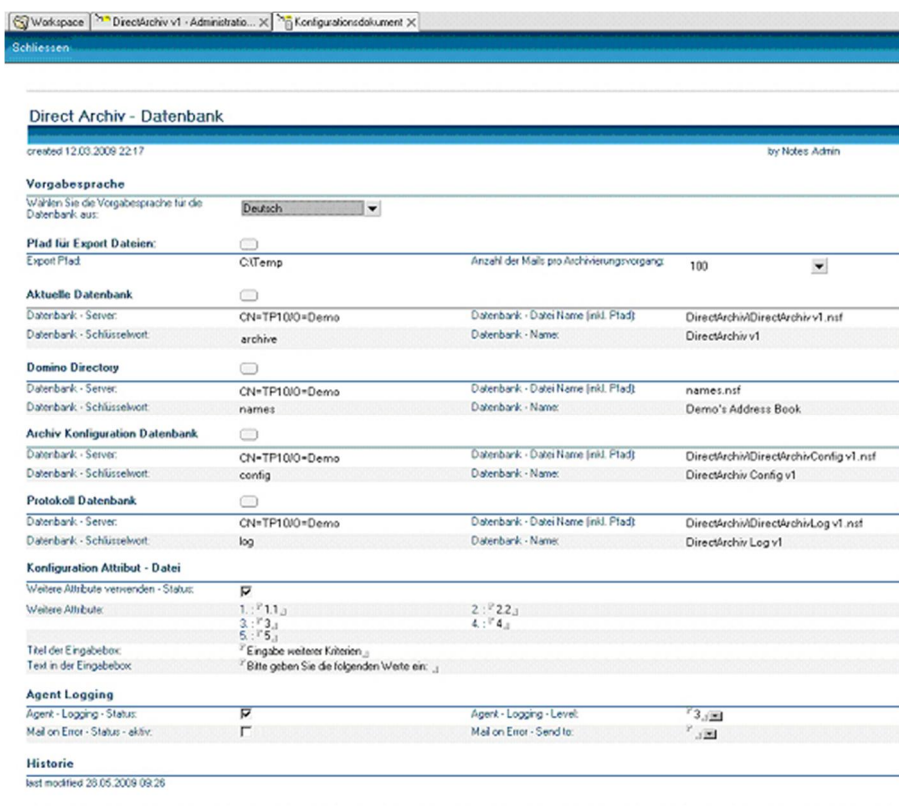 Workspace DirectArchiv v1 - Administratio... Konfigurationsdokument
Schliessen
Direct Archiv - Datenbank
created 12.03.2009 22:17 by Notes Admin
Vorgabesprache
Wählen Sie die Vorgabesprache für die
Datenbank aus: Deutsch
Pfad für Export Dateien:
Export Pfad: C:\Temp Anzahl der Mails pro Archivierungsvorgang: 100
Aktuelle Datenbank
Datenbank - Server: CN=TP10/O=Demo Datenbank - Datei Name (inkl. Pfad): DirectArchiv\DirectArchiv v1.nsf
Datenbank - Schlüsselwort: archive Datenbank - Name: DirectArchiv v1
Domino Directory
Datenbank - Server: CN=TP10/O=Demo Datenbank - Datei Name (inkl. Pfad): names.nsf
Datenbank - Schlüsselwort: names Datenbank - Name: Demo's Address Book
Archiv Konfiguration Datenbank
Datenbank - Server: CN=TP10/O=Demo Datenbank - Datei Name (inkl. Pfad): DirectArchiv\DirectArchivConfig v1.nsf
Datenbank - Schlüsselwort: config Datenbank - Name: DirectArchiv Config v1
Protokoll Datenbank
Datenbank - Server: CN=TP10/O=Demo Datenbank - Datei Name (inkl. Pfad): DirectArchiv\DirectArchivLog v1.nsf
Datenbank - Schlüsselwort: log Datenbank - Name: DirectArchiv Log v1
Konfiguration Attribut - Datei
Weitere Attribute verwenden - Status:
Weitere Attribute: 1. : 1.1 2. : 2.2
3. : 3 4. : 4
5. : 5
Titel der Eingabebox: Eingabe weiterer Kriterien
Text in der Eingabebox: Bitte geben Sie die folgenden Werte ein:
Agent Logging
Agent - Logging - Status: Agent - Logging - Level: 3
Mail on Error - Status - aktiv: Mail on Error - Send to:
Historie
last modified 28.05.2009 09:26